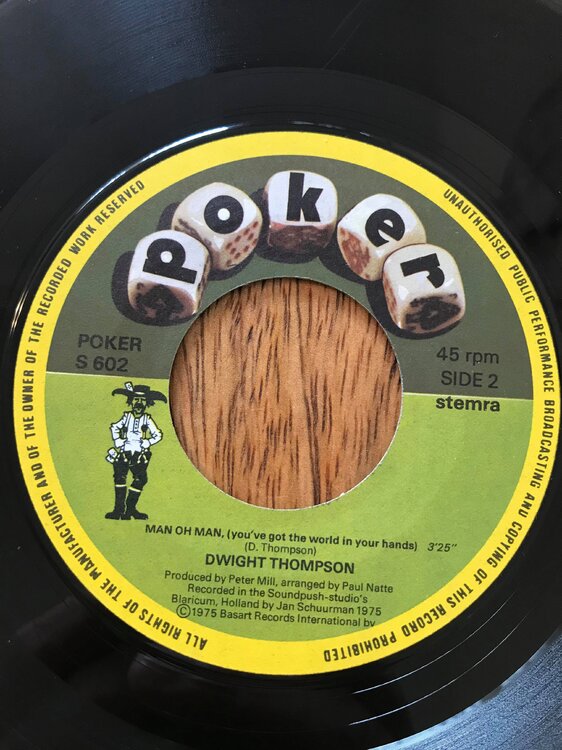 poker
POKER
S 602
45 rpm
SIDE 2
stemra
MAN OH MAN, (you've got the world in your hands) 3'25"
(D. Thompson)
DWIGHT THOMPSON
Produced by Peter Mill, arranged by Paul Natte
Recorded in the Soundpush-studio's
Blaricum, Holland by Jan Schuurman 1975
©1975 Basart Records International bv
ALL RIGHTS OF THE MANUFACTURER AND OF THE OWNER OF THE RECORDED WORK RESERVED
UNAUTHORISED PUBLIC PERFORMANCE BROADCASTING AND COPYING OF THIS RECORD PROHIBITED